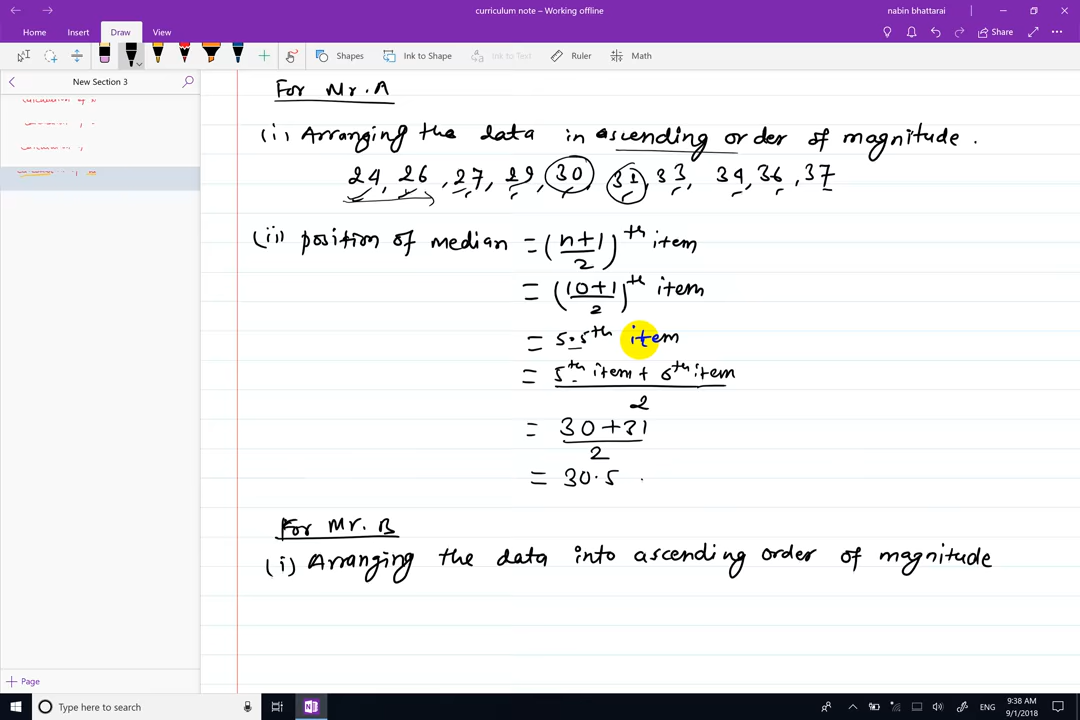 curriculum note – Working offline
nabin bhattarai
Home Insert Draw View
Share
Shapes Ink to Shape Ink to Text Ruler Math
New Section 3
For Mr. A
(i) Arranging the data in ascending order of magnitude.
24, 26, 27, 29, 30, 31, 33, 34, 36, 37
(ii) position of median = (n+1/2)th item
= (10+1/2)th item
= 5.5th item
= 5th item + 6th item
2
= 30+31
2
= 30.5
For Mr. B
(i) Arranging the data into ascending order of magnitude
+ Page
Type here to search
ENG
9:38 AM
9/1/2018